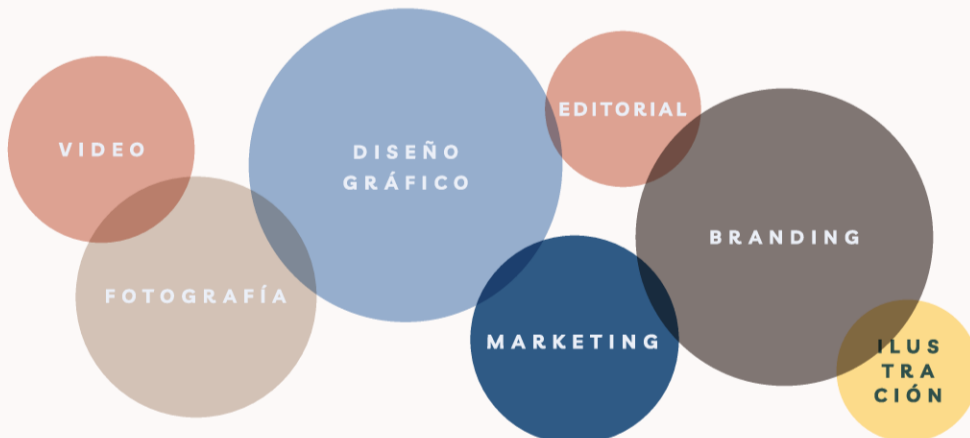 VIDEO
DISEÑO
GRÁFICO
EDITORIAL
BRANDING
FOTOGRAFÍA
MARKETING
ILUS
TRA
CIÓN